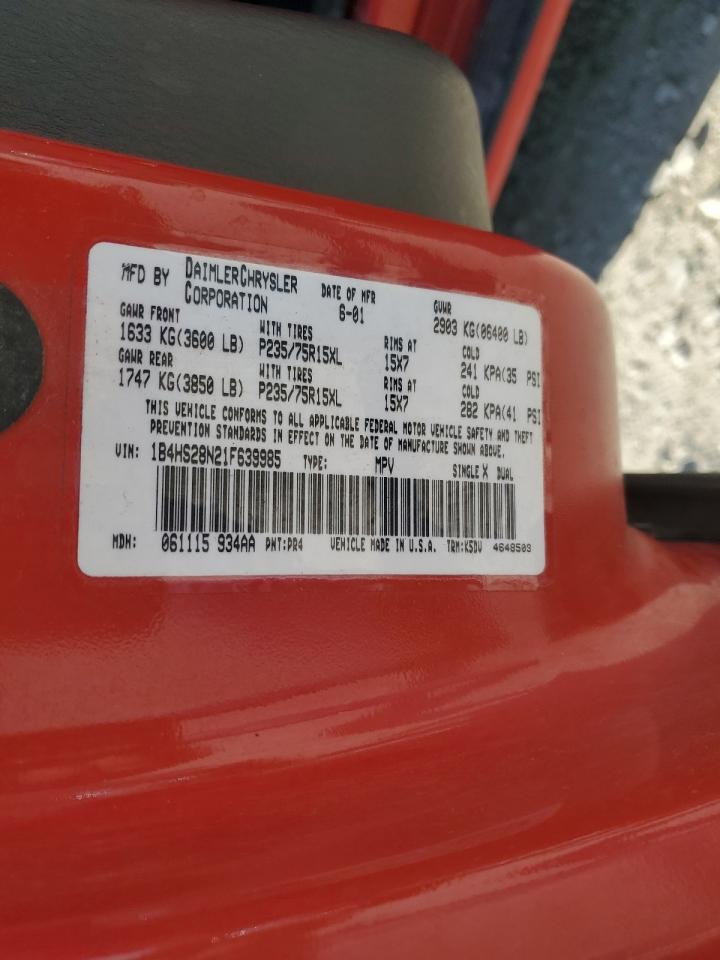 MFD BY DAIMLERCHRYSLER CORPORATION DATE OF MFR 6-01 GVWR 2903 KG(06400 LB)
GAWR FRONT WITH TIRES RIMS AT COLD
1633 KG(3600 LB) P235/75R15XL 15X7 241 KPA(35 PSI
GAWR REAR WITH TIRES RIMS AT COLD
1747 KG(3850 LB) P235/75R15XL 15X7 282 KPA(41 PSI
THIS VEHICLE CONFORMS TO ALL APPLICABLE FEDERAL MOTOR VEHICLE SAFETY AND THEFT
PREVENTION STANDARDS IN EFFECT ON THE DATE OF MANUFACTURE SHOWN ABOVE.
VIN: 1B4HS28N21F639985 TYPE: MPV SINGLE X DUAL
MDH: 061115 934AA PNT:PR4 VEHICLE MADE IN U.S.A. TRM:K5DV 4648503